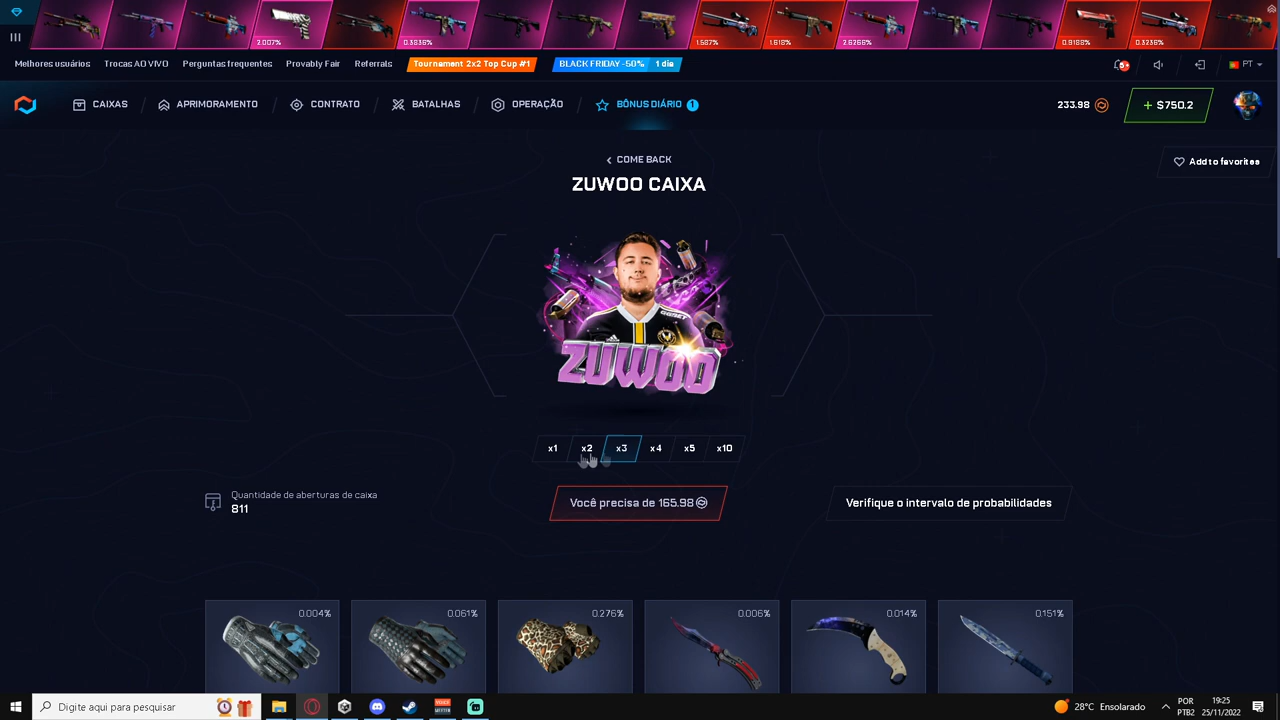 2.007%
0.3836%
1.587%
1.618%
2.6266%
0.9188%
0.3236%
Melhores usuários
Trocas AO VIVO
Perguntas frequentes
Provably Fair
Referrals
Tournament 2x2 Top Cup #1
BLACK FRIDAY -50%
1 dia
5+
PT
CAIXAS
APRIMORAMENTO
CONTRATO
BATALHAS
OPERAÇÃO
BÔNUS DIÁRIO 1
233.98
+ $750.2
COME BACK
Add to favorites
ZUWOO CAIXA
GGBET
ZUWOO
x1
x2
x3
x4
x5
x10
Quantidade de aberturas de caixa
811
Você precisa de 165.98
Verifique o intervalo de probabilidades
0.004%
0.061%
0.276%
0.006%
0.014%
0.151%
Digite aqui para pesquisar
28°C Ensolarado
POR
PTB2
19:25
25/11/2022